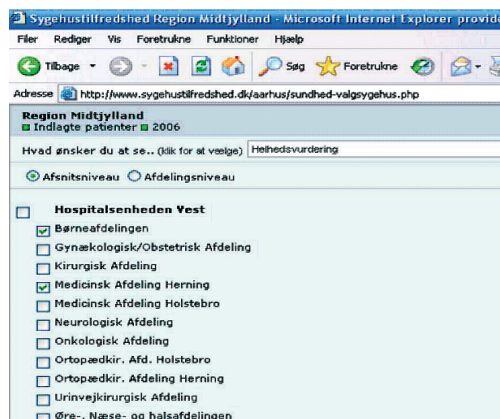 Sygehustilfredshed Region Midtjylland - Microsoft Internet Explorer provide
Filer Rediger Vis Foretrukne Funktioner Hjælp
Tilbage Søg Foretrukne
Adresse http://www.sygehustilfredshed.dk/aarhus/sundhed-valgsygehus.php
Region Midtjylland
Indlagte patienter 2006
Hvad ønsker du at se.. (klik for at vælge) Helhedsvurdering
Afsnitsniveau Afdelingsniveau
Hospitalsenheden Vest
Børneafdelingen
Gynækologisk/Obstetrisk Afdeling
Kirurgisk Afdeling
Medicinsk Afdeling Herning
Medicinsk Afdeling Holstebro
Neurologisk Afdeling
Onkologisk Afdeling
Ortopædkir. Afd. Holstebro
Ortopædkir. Afdeling Herning
Urinvejkirurgisk Afdeling
Øre-, Næse- og halsafdelingen